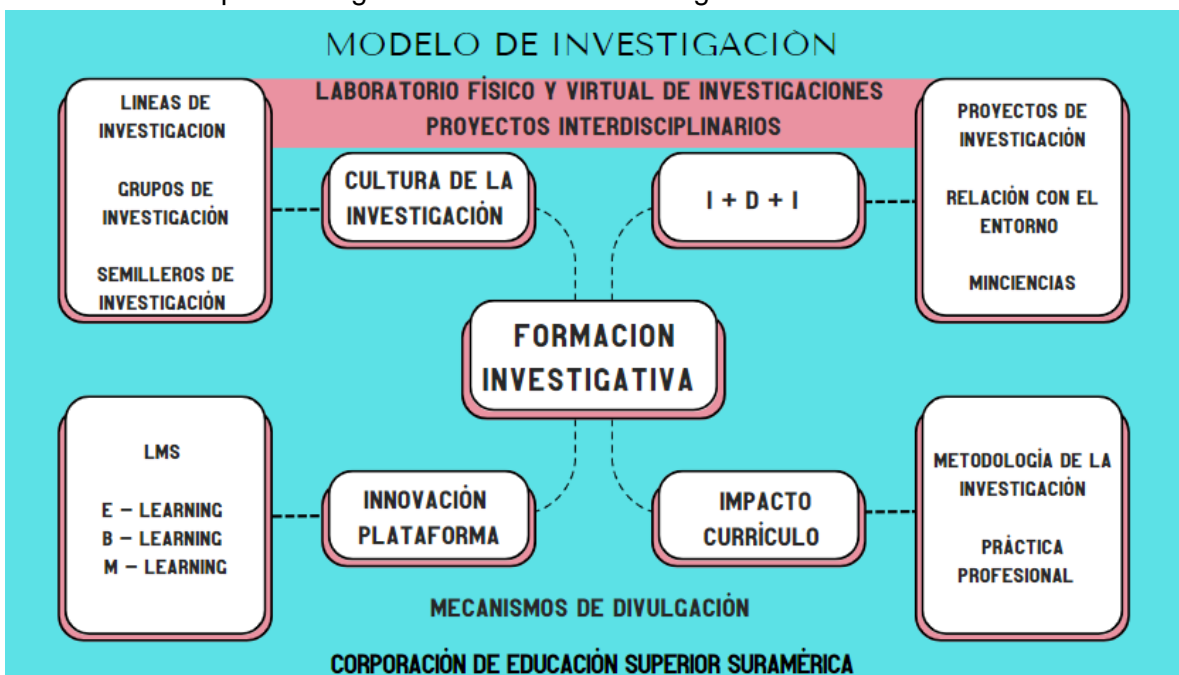 MODELO DE INVESTIGACIÓN
LABORATORIO FÍSICO Y VIRTUAL DE INVESTIGACIONES
PROYECTOS INTERDISCIPLINARIOS
LINEAS DE
INVESTIGACION
GRUPOS DE
INVESTIGACIÓN
SEMILLEROS DE
INVESTIGACIÓN
CULTURA DE LA
INVESTIGACIÓN
I + D + I
PROYECTOS DE
INVESTIGACIÓN
RELACIÓN CON EL
ENTORNO
MINCIENCIAS
FORMACION
INVESTIGATIVA
LMS
E – LEARNING
B – LEARNING
M – LEARNING
INNOVACIÓN
PLATAFORMA
IMPACTO
CURRÍCULO
METODOLOGÍA DE LA
INVESTIGACIÓN
PRÁCTICA
PROFESIONAL
MECANISMOS DE DIVULGACIÓN
CORPORACIÓN DE EDUCACIÓN SUPERIOR SURAMÉRICA